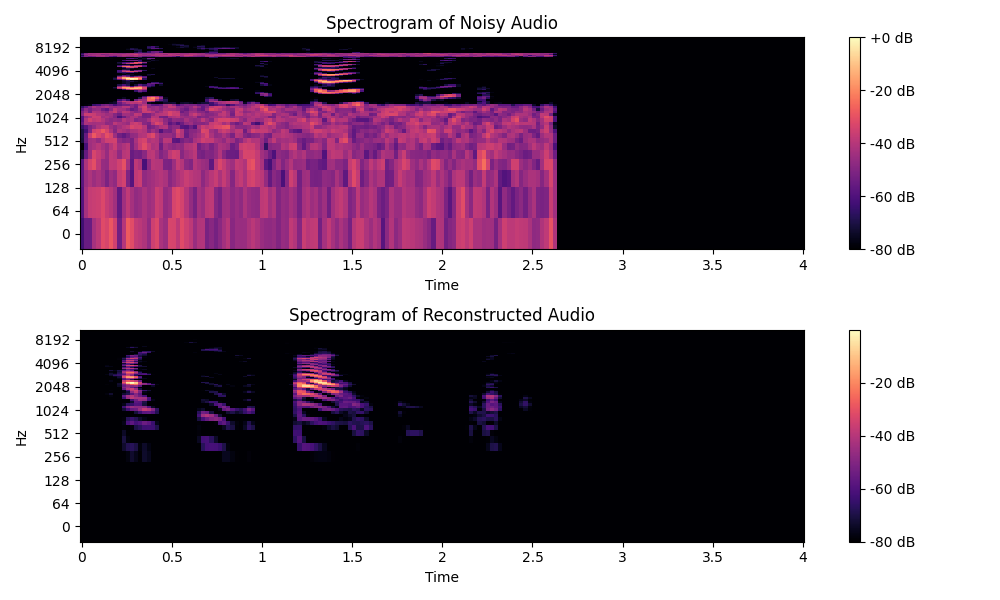 Spectrogram of Noisy Audio
8192
4096
2048
1024
512
256
128
64
0
Hz
0 0.5 1 1.5 2 2.5 3 3.5 4
Time
+0 dB
-20 dB
-40 dB
-60 dB
-80 dB
Spectrogram of Reconstructed Audio
8192
4096
2048
1024
512
256
128
64
0
Hz
0 0.5 1 1.5 2 2.5 3 3.5 4
Time
-20 dB
-40 dB
-60 dB
-80 dB